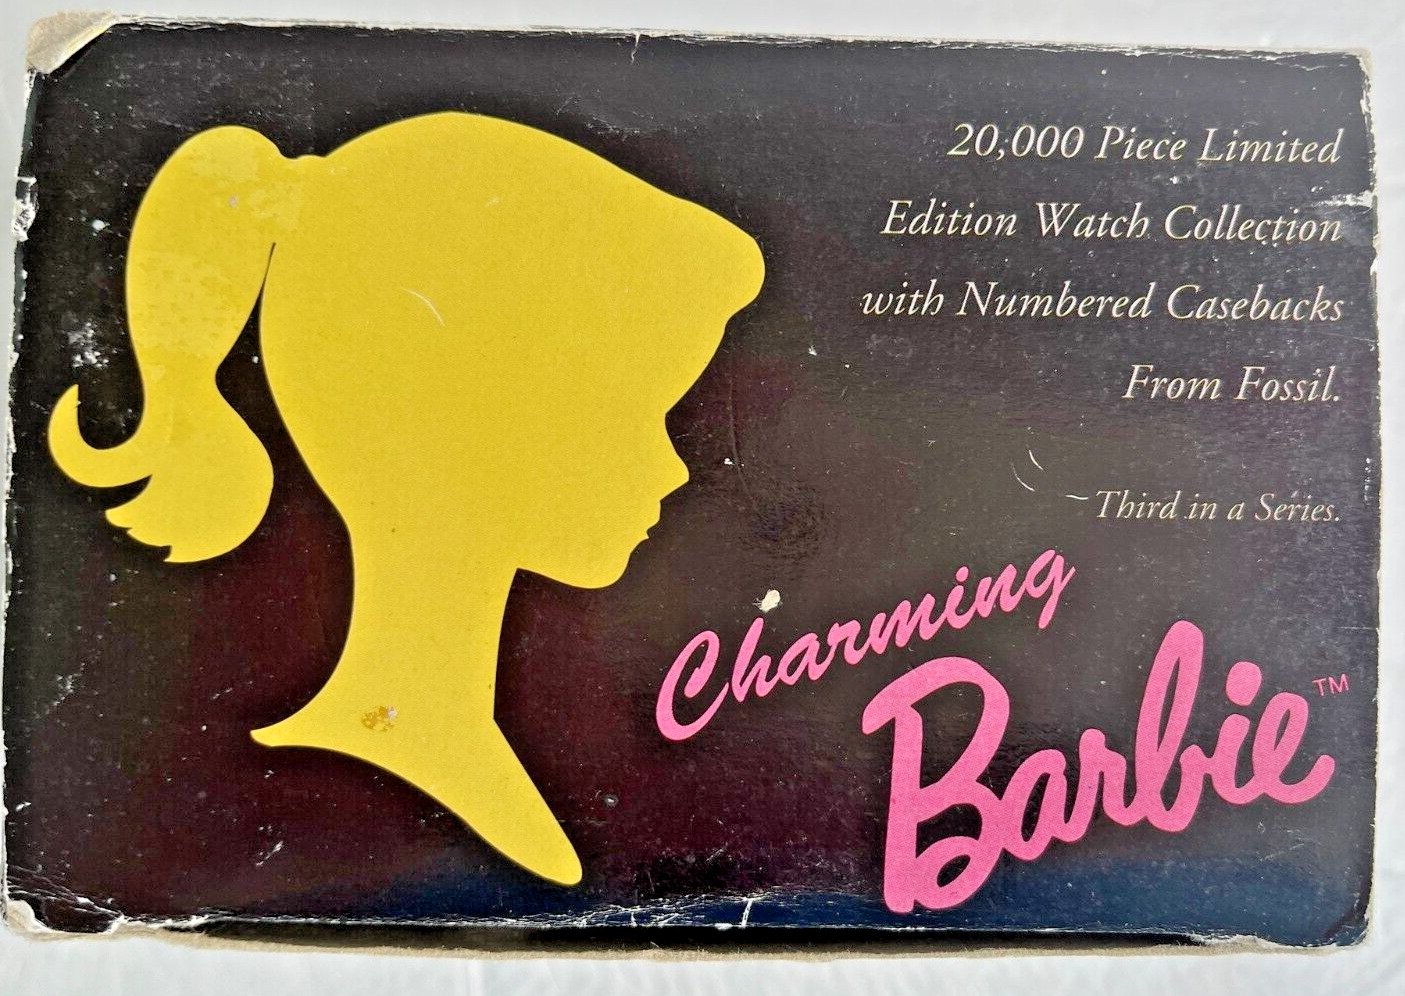 20,000 Piece Limited
Edition Watch Collection
with Numbered Casebacks
From Fossil.
Third in a Series.
Charming
Barbie™